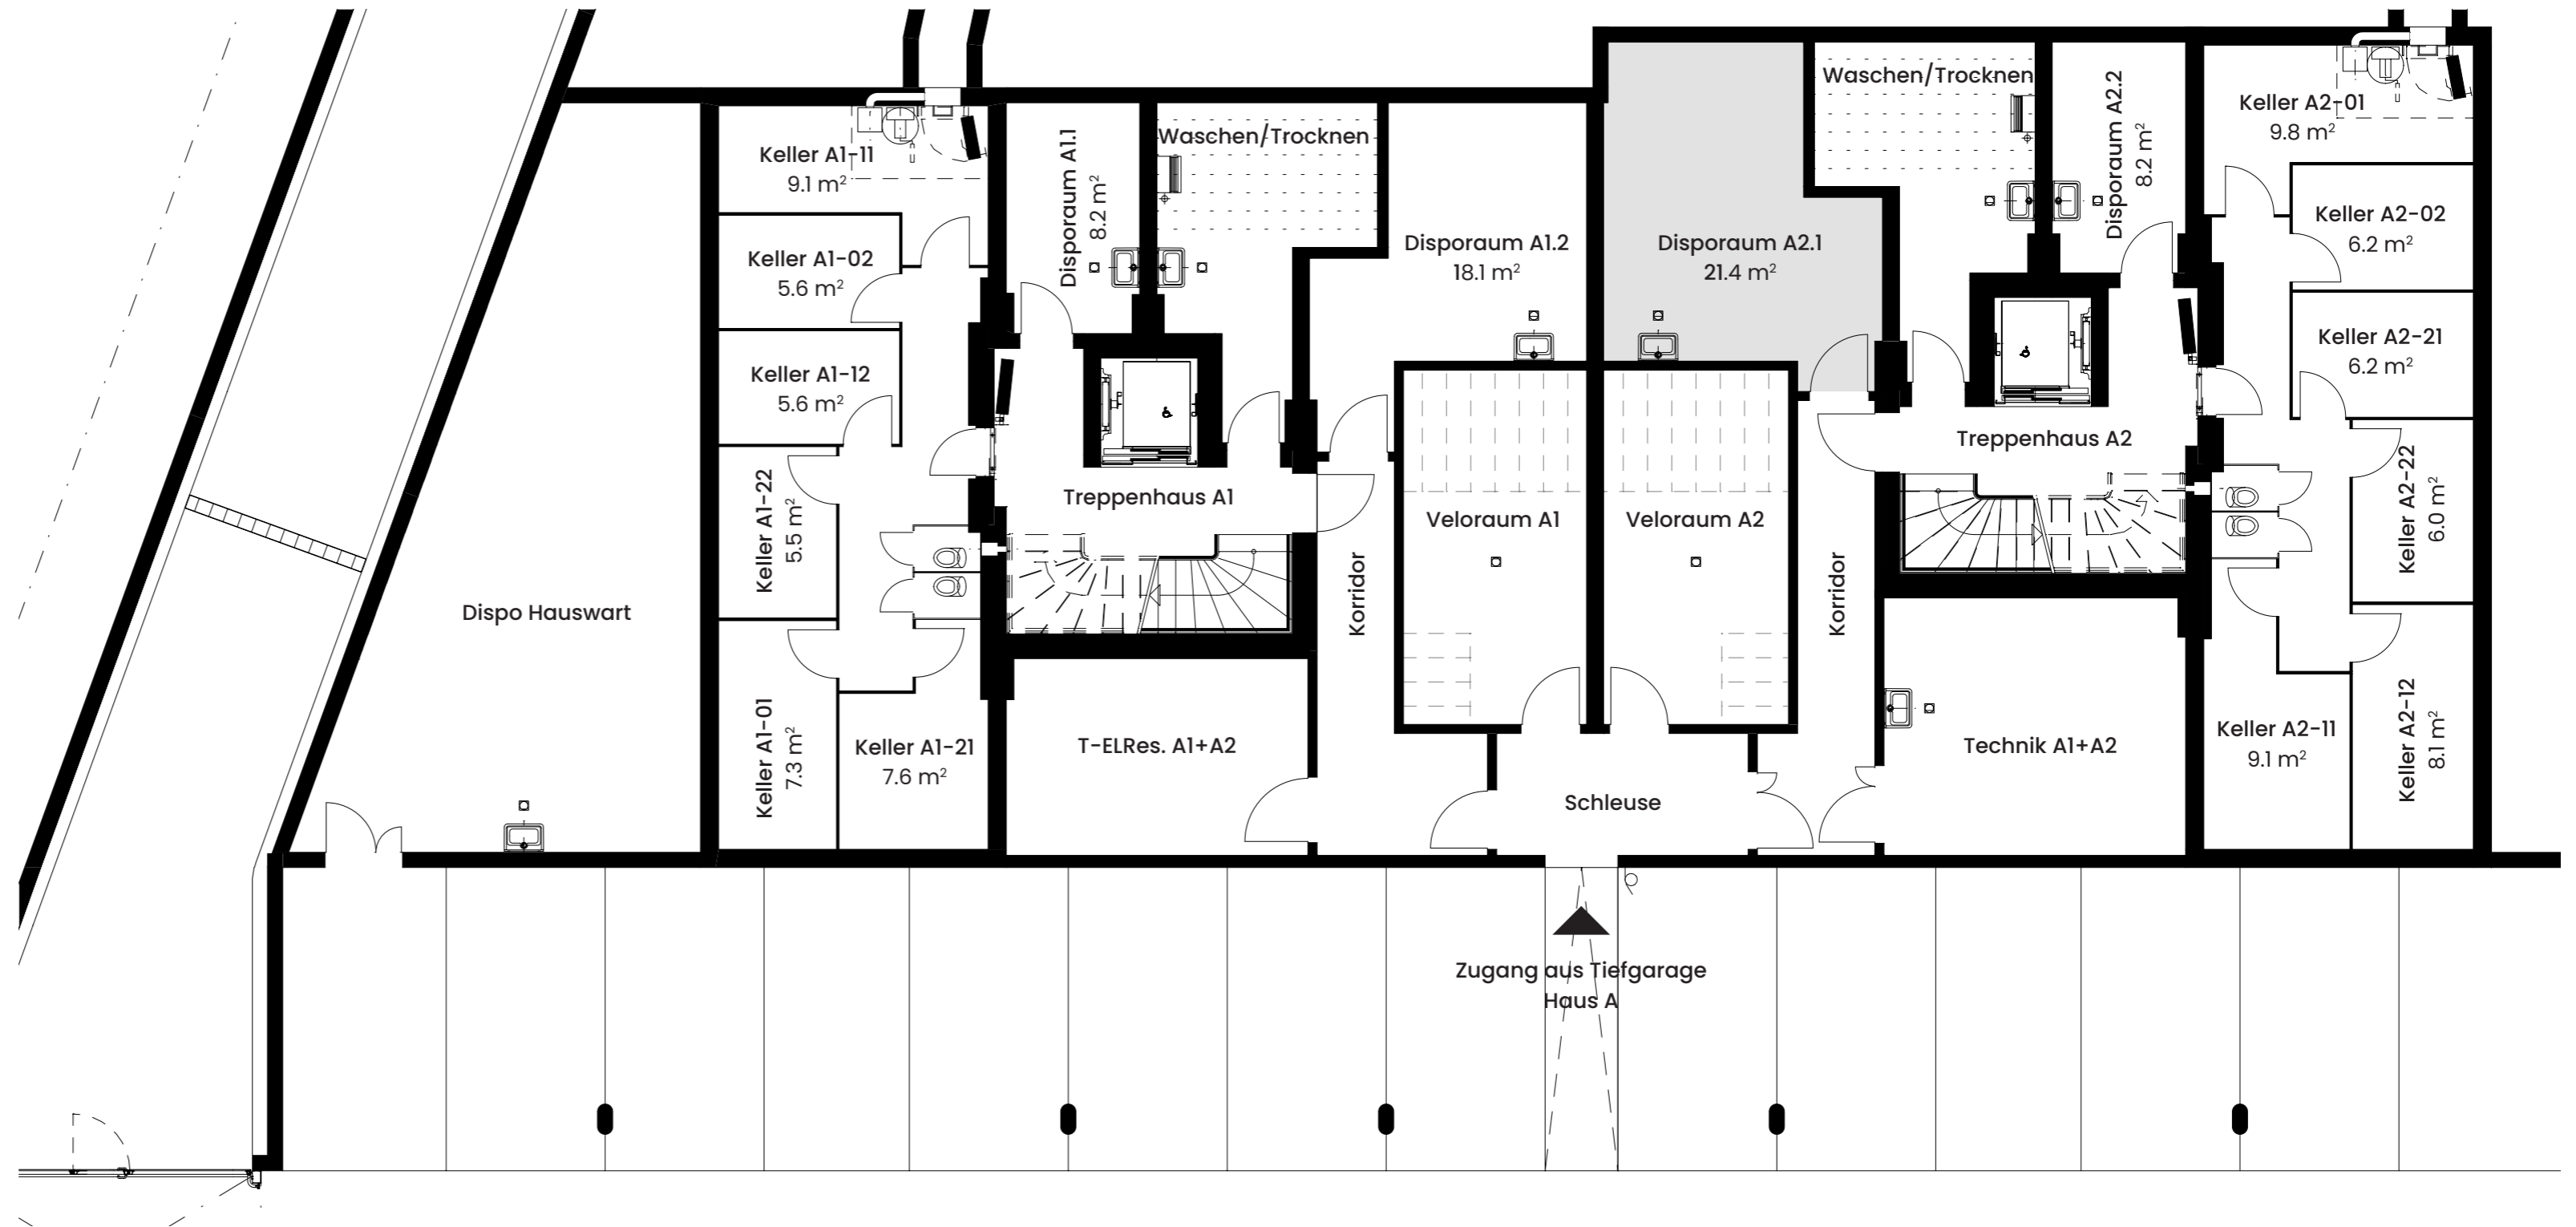 Keller A1-11
9.1 m²
Keller A1-02
5.6 m²
Keller A1-12
5.6 m²
Keller A1-22
5.5 m²
Keller A1-01
7.3 m²
Keller A1-21
7.6 m²
Dispo Hauswart
Disporaum A1.1
8.2 m²
Waschen/Trocknen
Disporaum A1.2
18.1 m²
Treppenhaus A1
T-ELRes. A1+A2
Korridor
Veloraum A1
Veloraum A2
Schleuse
Disporaum A2.1
21.4 m²
Waschen/Trocknen
Disporaum A2.2
8.2 m²
Treppenhaus A2
Korridor
Technik A1+A2
Keller A2-01
9.8 m²
Keller A2-02
6.2 m²
Keller A2-21
6.2 m²
Keller A2-22
6.0 m²
Keller A2-11
9.1 m²
Keller A2-12
8.1 m²
Zugang aus Tiefgarage
Haus A